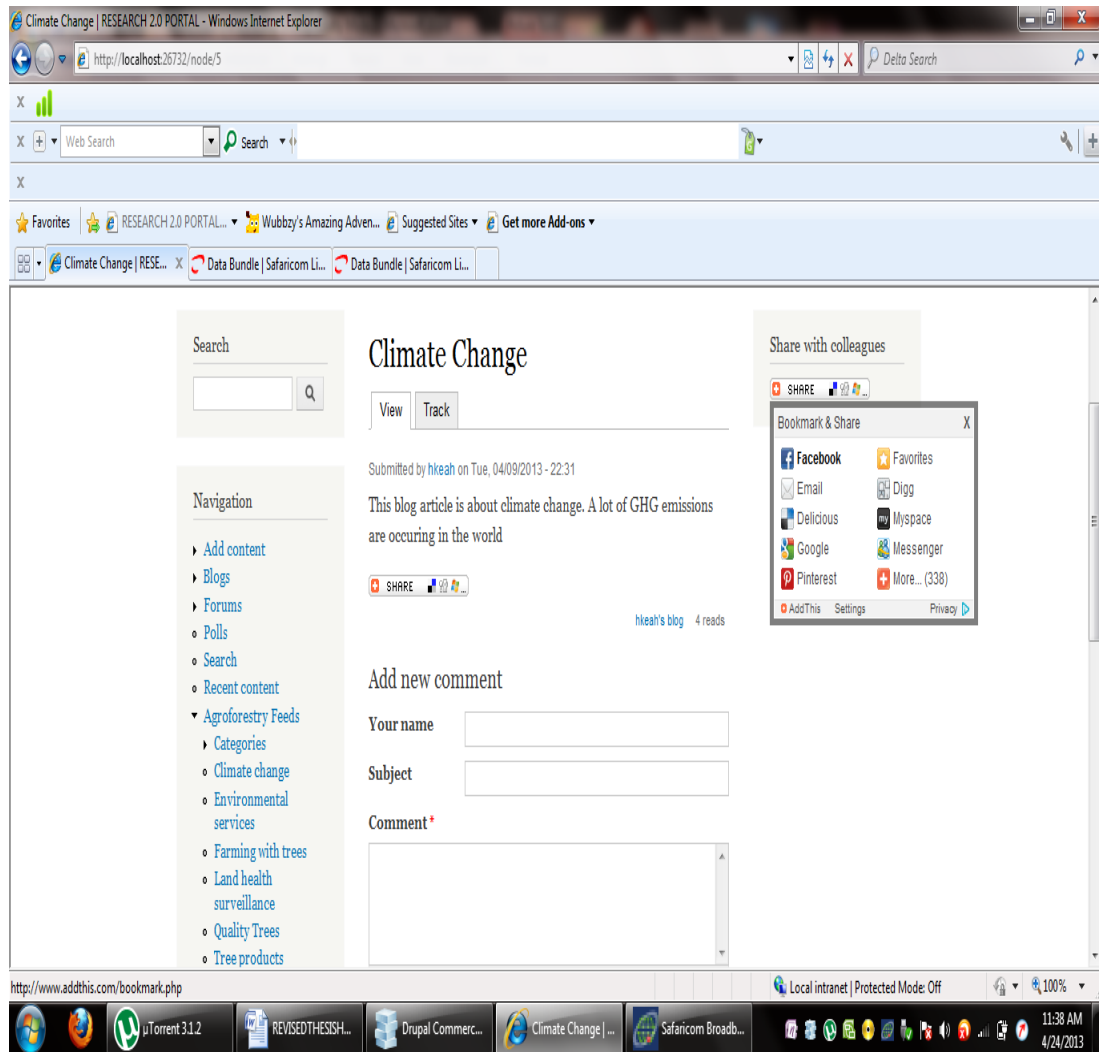 Climate Change | RESEARCH 2.0 PORTAL - Windows Internet Explorer
http://localhost:26732/node/5
Delta Search
X
X Web Search Search
X
Favorites RESEARCH 2.0 PORTAL... Wubbzy's Amazing Adven... Suggested Sites Get more Add-ons
Climate Change | RESE... X Data Bundle | Safaricom Li... Data Bundle | Safaricom Li...
Search
Navigation
Add content
Blogs
Forums
Polls
Search
Recent content
Agroforestry Feeds
Categories
Climate change
Environmental
services
Farming with trees
Land health
surveillance
Quality Trees
Tree products
Climate Change
View Track
Submitted by hkeah on Tue, 04/09/2013 - 22:31
This blog article is about climate change. A lot of GHG emissions
are occuring in the world
SHARE ...
hkeah's blog 4 reads
Add new comment
Your name
Subject
Comment *
Share with colleagues
SHARE ...
Bookmark & Share X
Facebook Favorites
Email Digg
Delicious my Myspace
Google Messenger
Pinterest More... (338)
AddThis Settings Privacy
http://www.addthis.com/bookmark.php
Local intranet | Protected Mode: Off 100%
µTorrent 3.1.2 REVISEDTHESISH... Drupal Commerc... Climate Change | ... Safaricom Broadb...
11:38 AM
4/24/2013